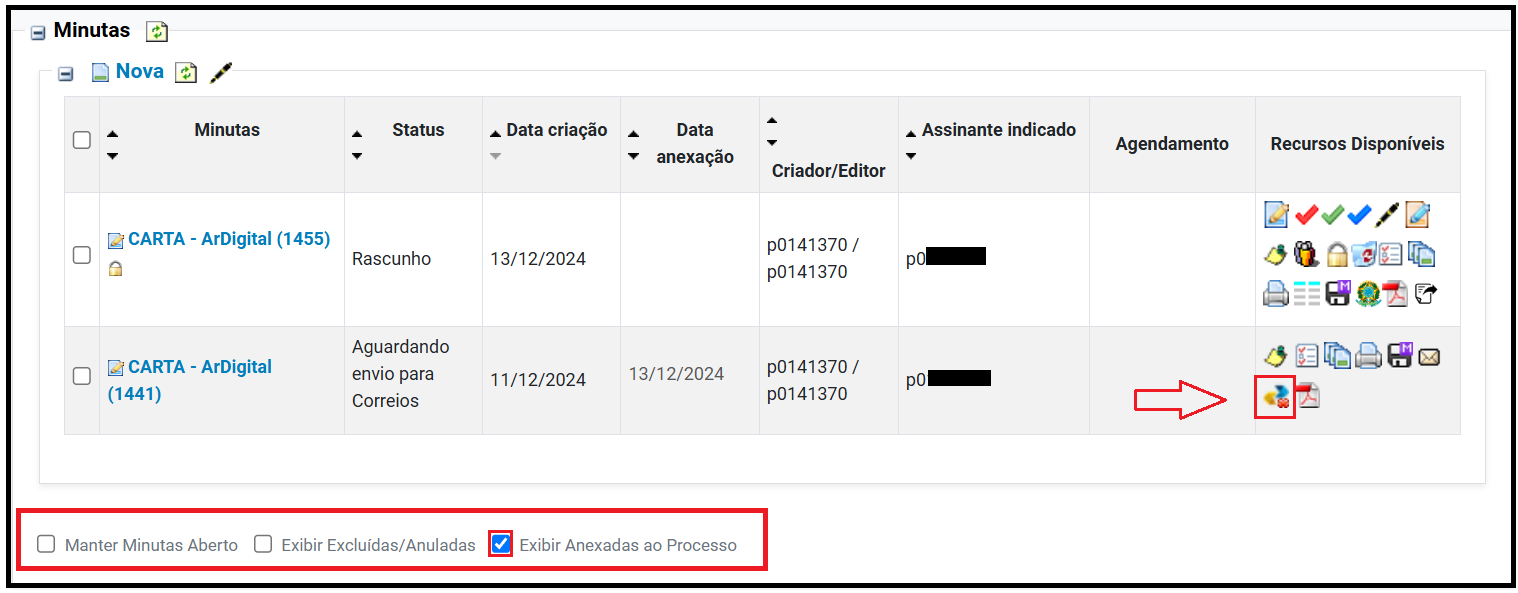 Minutas
Nova
Minutas
Status
Data criação
Data
anexação
Criador/Editor
Assinante indicado
Agendamento
Recursos Disponíveis
CARTA - ArDigital (1455)
Rascunho
13/12/2024
p0141370 /
p0141370
p0
CARTA - ArDigital
(1441)
Aguardando
envio para
Correios
11/12/2024
13/12/2024
p0141370 /
p0141370
p0
Manter Minutas Aberto
Exibir Excluídas/Anuladas
Exibir Anexadas ao Processo